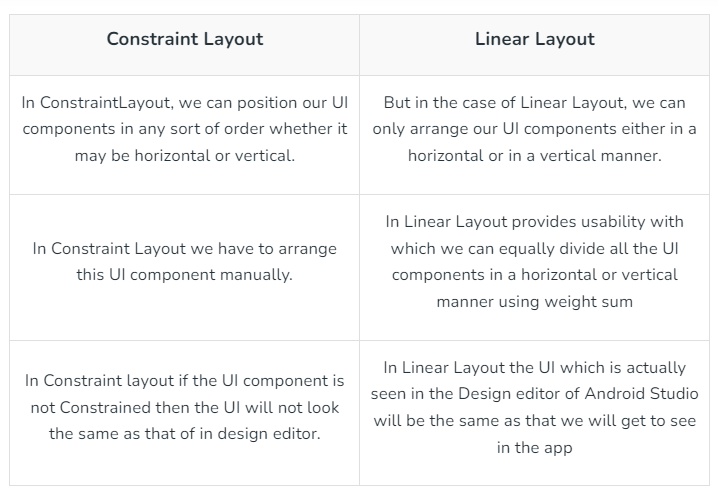 Constraint Layout
Linear Layout
In ConstraintLayout, we can position our UI
components in any sort of order whether it
may be horizontal or vertical.
But in the case of Linear Layout, we can
only arrange our UI components either in a
horizontal or in a vertical manner.
In Constraint Layout we have to arrange
this UI component manually.
In Linear Layout provides usability with
which we can equally divide all the UI
components in a horizontal or vertical
manner using weight sum
In Constraint layout if the UI component is
not Constrained then the UI will not look
the same as that of in design editor.
In Linear Layout the UI which is actually
seen in the Design editor of Android Studio
will be the same as that we will get to see
in the app